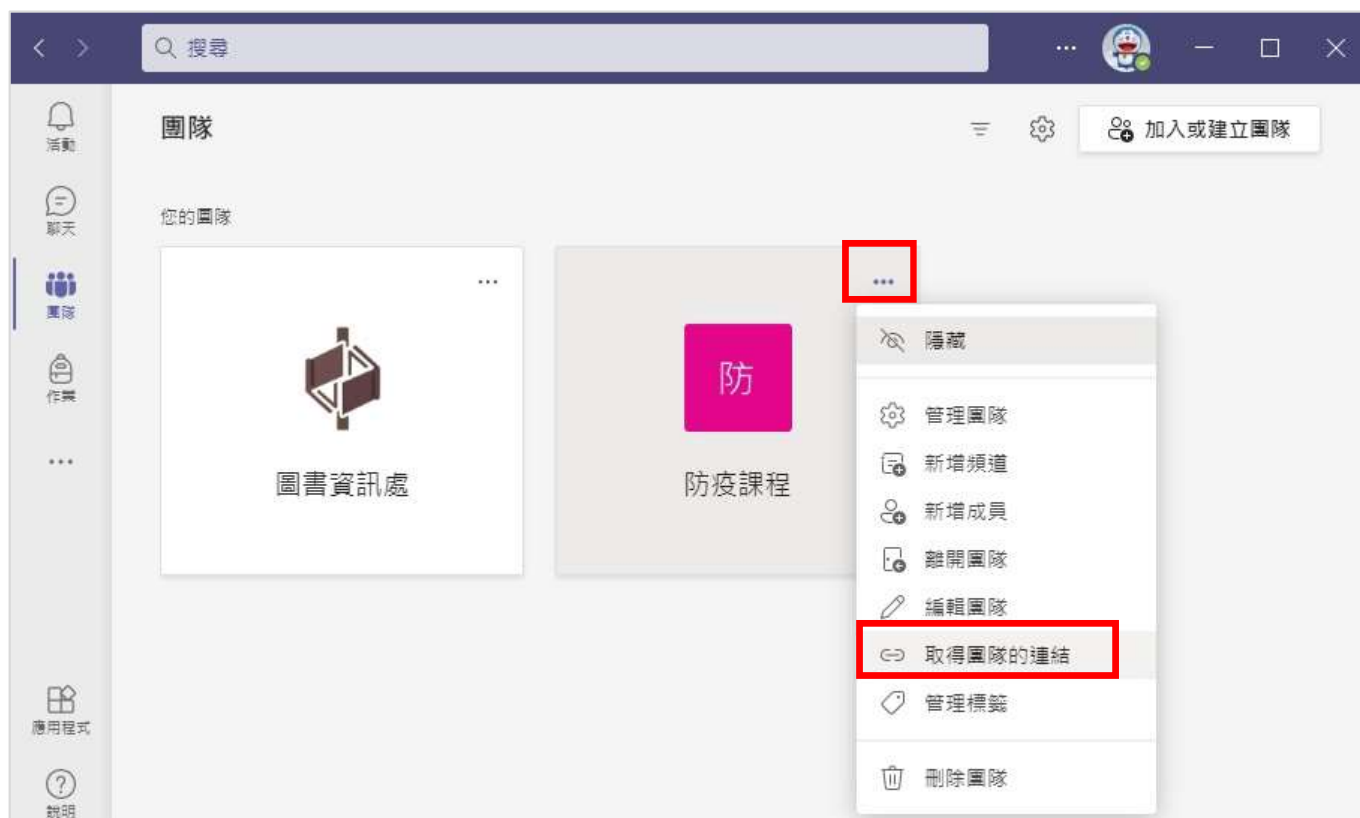 搜尋
活動
聊天
團隊
作業
應用程式
說明
團隊
加入或建立團隊
您的團隊
圖書資訊處
防
防疫課程
隱藏
管理團隊
新增頻道
新增成員
離開團隊
編輯團隊
取得團隊的連結
管理標籤
刪除團隊